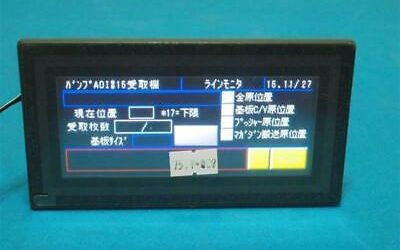 ﾊﾞﾝﾌﾟAOI#15受取機 ラインモニタ 15.11/27
全原位置
現在位置 *17=下限 基板C/V原位置
受取枚数 / ﾌﾟｯｼｬｰ原位置
基板ｻｲｽﾞ ﾏｶﾞｼﾞﾝ搬送原位置